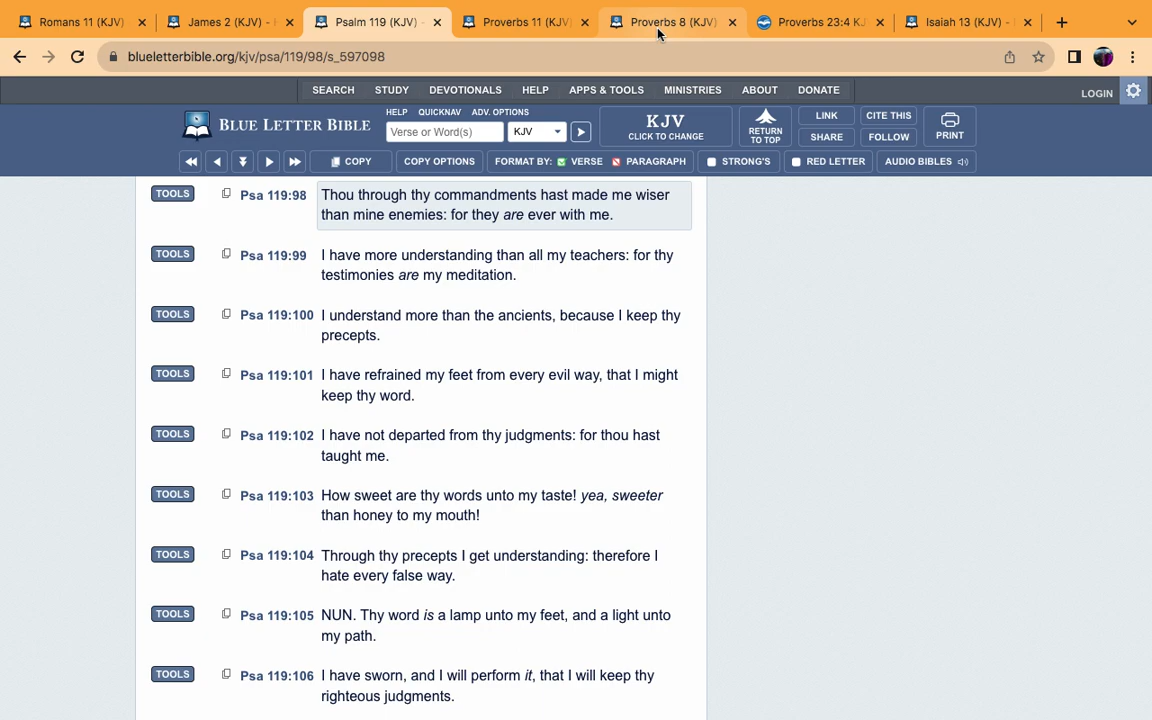 Romans 11 (KJV)
James 2 (KJV) - 
Psalm 119 (KJV) -
Proverbs 11 (KJV)
Proverbs 8 (KJV)
Proverbs 23:4 KJ
Isaiah 13 (KJV) -
blueletterbible.org/kjv/psa/119/98/s_597098
SEARCH STUDY DEVOTIONALS HELP APPS & TOOLS MINISTRIES ABOUT DONATE LOGIN
BLUE LETTER BIBLE
HELP QUICKNAV ADV. OPTIONS
Verse or Word(s) KJV
KJV
CLICK TO CHANGE
RETURN
TO TOP
LINK CITE THIS
SHARE FOLLOW
PRINT
COPY COPY OPTIONS FORMAT BY: VERSE PARAGRAPH STRONG'S RED LETTER AUDIO BIBLES
TOOLS Psa 119:98 Thou through thy commandments hast made me wiser
than mine enemies: for they are ever with me.
TOOLS Psa 119:99 I have more understanding than all my teachers: for thy
testimonies are my meditation.
TOOLS Psa 119:100 I understand more than the ancients, because I keep thy
precepts.
TOOLS Psa 119:101 I have refrained my feet from every evil way, that I might
keep thy word.
TOOLS Psa 119:102 I have not departed from thy judgments: for thou hast
taught me.
TOOLS Psa 119:103 How sweet are thy words unto my taste! yea, sweeter
than honey to my mouth!
TOOLS Psa 119:104 Through thy precepts I get understanding: therefore I
hate every false way.
TOOLS Psa 119:105 NUN. Thy word is a lamp unto my feet, and a light unto
my path.
TOOLS Psa 119:106 I have sworn, and I will perform it, that I will keep thy
righteous judgments.